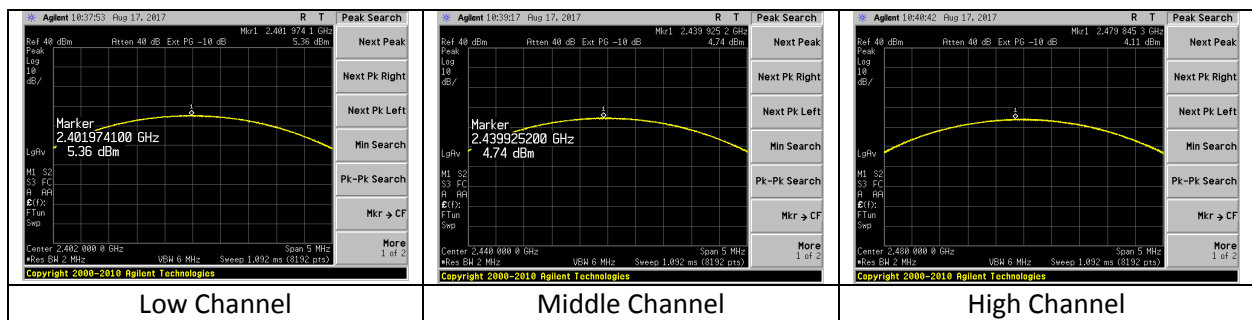 Agilent 10:37:53 Aug 17, 2017 R T
Mkr1 2.401 974 1 GHz
Ref 40 dBm Atten 40 dB Ext PG -10 dB 5.36 dBm
Peak
Log
10
dB/
Marker
2.401974100 GHz
5.36 dBm
LgAv
M1 S2
S3 FC
A AA
£(f):
FTun
Swp
Center 2.402 000 0 GHz Span 5 MHz
*Res BW 2 MHz VBW 6 MHz Sweep 1.092 ms (8192 pts)
Copyright 2000-2010 Agilent Technologies
Peak Search
Next Peak
Next Pk Right
Next Pk Left
Min Search
Pk-Pk Search
Mkr → CF
More
1 of 2
Low Channel
Agilent 10:39:17 Aug 17, 2017 R T
Mkr1 2.439 925 2 GHz
Ref 40 dBm Atten 40 dB Ext PG -10 dB 4.74 dBm
Peak
Log
10
dB/
1
Marker
2.439925200 GHz
4.74 dBm
LgAv
M1 S2
S3 FC
A AA
£(f):
FTun
Swp
Center 2.440 000 0 GHz Span 5 MHz
*Res BW 2 MHz VBW 6 MHz Sweep 1.092 ms (8192 pts)
Copyright 2000-2010 Agilent Technologies
Peak Search
Next Peak
Next Pk Right
Next Pk Left
Min Search
Pk-Pk Search
Mkr → CF
More
1 of 2
Middle Channel
Agilent 10:40:42 Aug 17, 2017 R T
Mkr1 2.479 845 3 GHz
Ref 40 dBm Atten 40 dB Ext PG -10 dB 4.11 dBm
Peak
Log
10
dB/
1
LgAv
M1 S2
S3 FC
A AA
£(f):
FTun
Swp
Center 2.480 000 0 GHz Span 5 MHz
*Res BW 2 MHz VBW 6 MHz Sweep 1.092 ms (8192 pts)
Copyright 2000-2010 Agilent Technologies
Peak Search
Next Peak
Next Pk Right
Next Pk Left
Min Search
Pk-Pk Search
Mkr → CF
More
1 of 2
High Channel